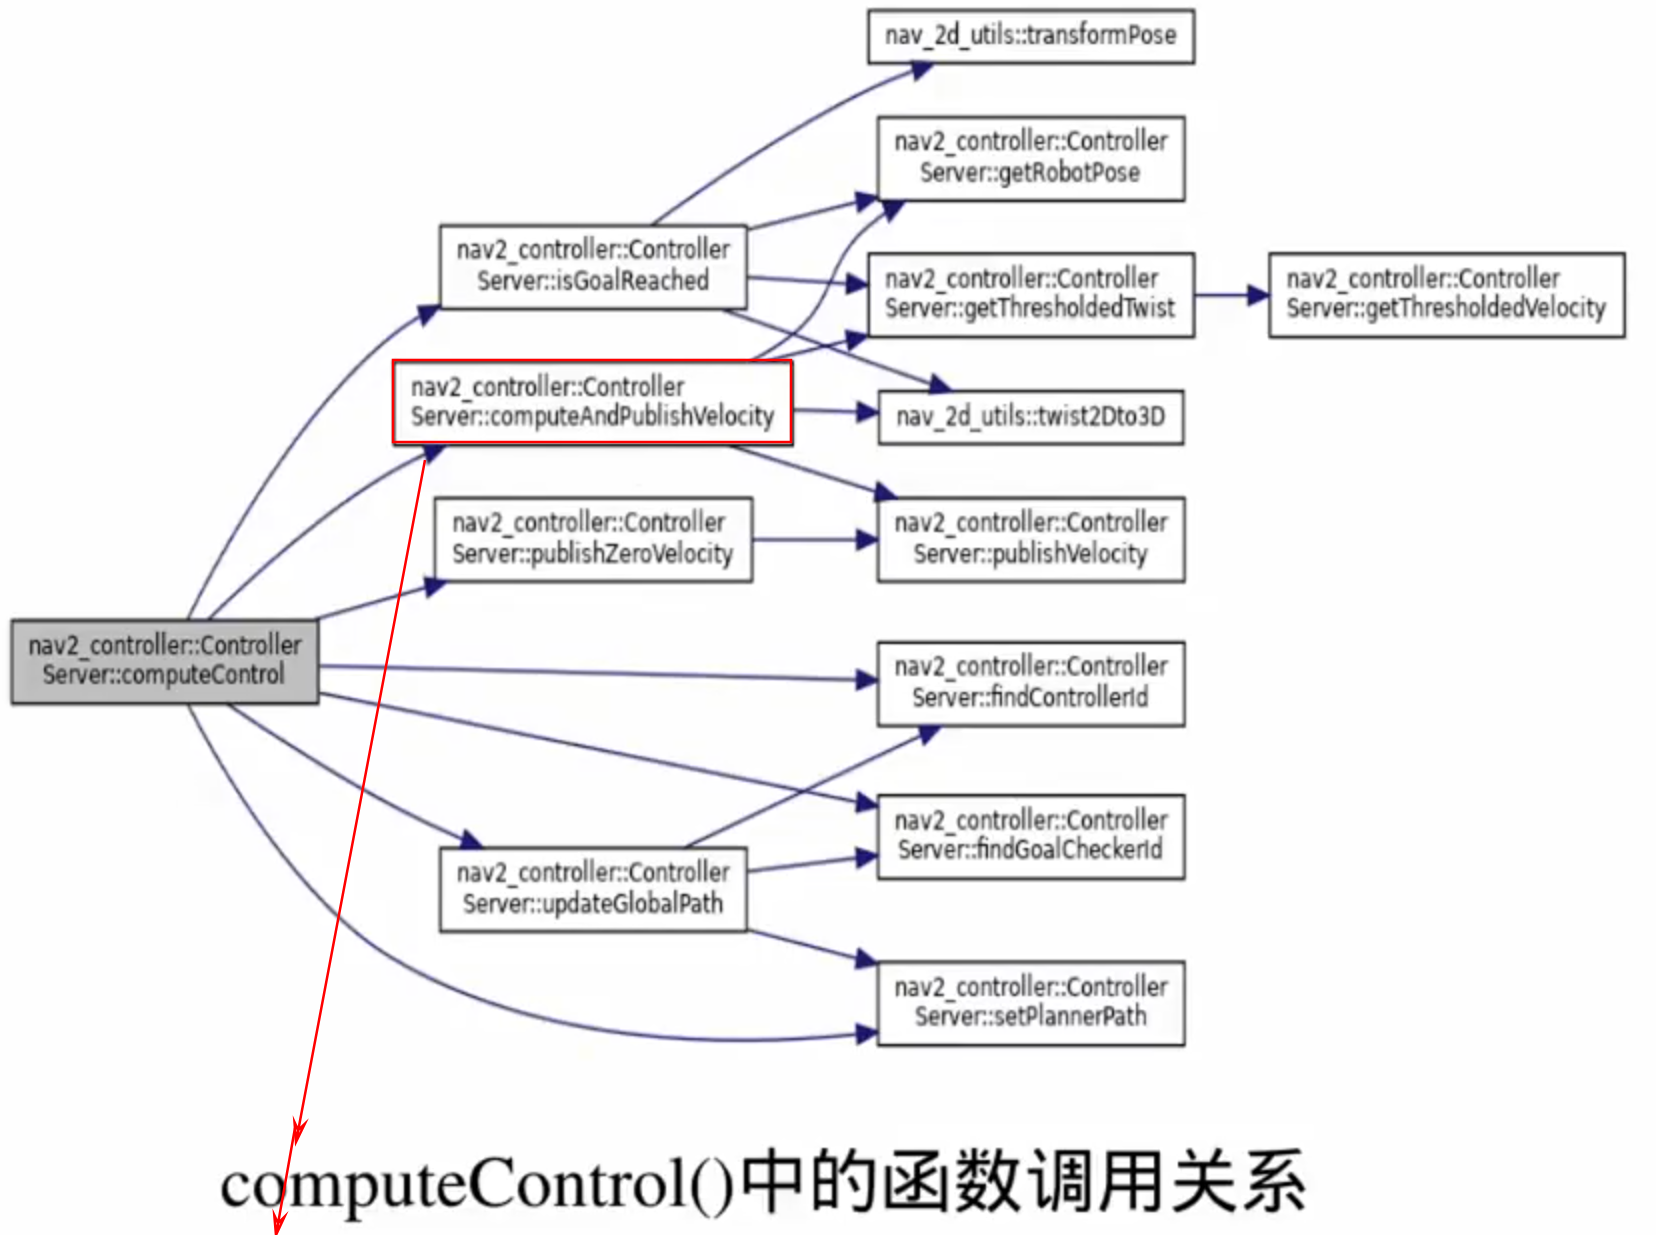 nav_2d_utils::transformPose
nav2_controller::Controller
Server::getRobotPose
nav2_controller::Controller
Server::isGoalReached
nav2_controller::Controller
Server::getThresholdedTwist
nav2_controller::Controller
Server::getThresholdedVelocity
nav2_controller::Controller
Server::computeAndPublishVelocity
nav_2d_utils::twist2Dto3D
nav2_controller::Controller
Server::publishZeroVelocity
nav2_controller::Controller
Server::publishVelocity
nav2_controller::Controller
Server::computeControl
nav2_controller::Controller
Server::findControllerId
nav2_controller::Controller
Server::findGoalCheckerId
nav2_controller::Controller
Server::updateGlobalPath
nav2_controller::Controller
Server::setPlannerPath
computeControl()中的函数调用关系